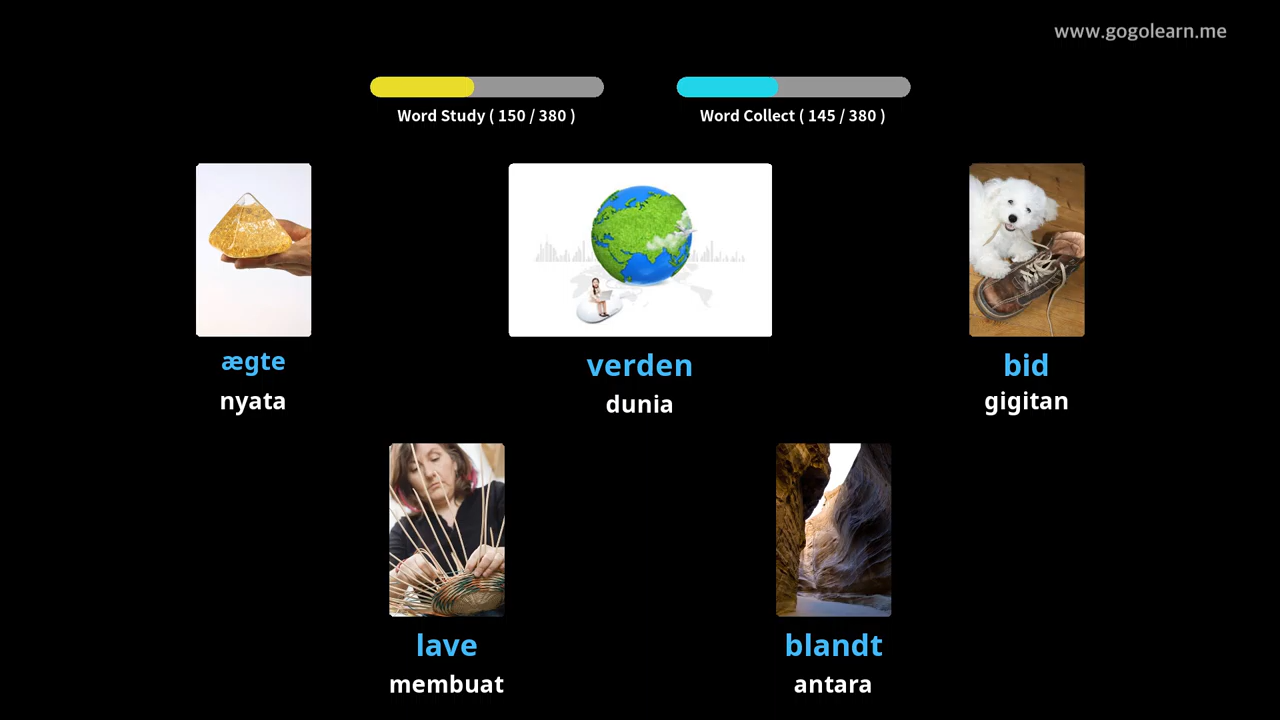 www.gogolearn.me
Word Study ( 150 / 380 )
Word Collect ( 145 / 380 )
ægte
nyata
verden
dunia
bid
gigitan
lave
membuat
blandt
antara